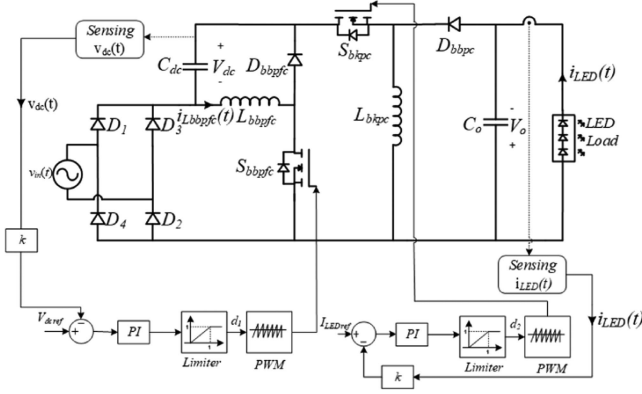 Sensing
v_dc(t)
S_bkpc
D_bbpc
C_dc
+
V_dc
-
D_bbpfc
v_dc(t)
i_Lbbpfc(t)
L_bbpfc
L_bkpc
i_LED(t)
D_1
D_3
C_o
-
V_o
+
LED
Load
v_in(t)
S_bbpfc
D_4
D_2
k
Sensing
i_LED(t)
V_dcref
+
-
PI
d_1
Limiter
PWM
I_LEDref
+
-
PI
d_2
Limiter
PWM
i_LED(t)
k